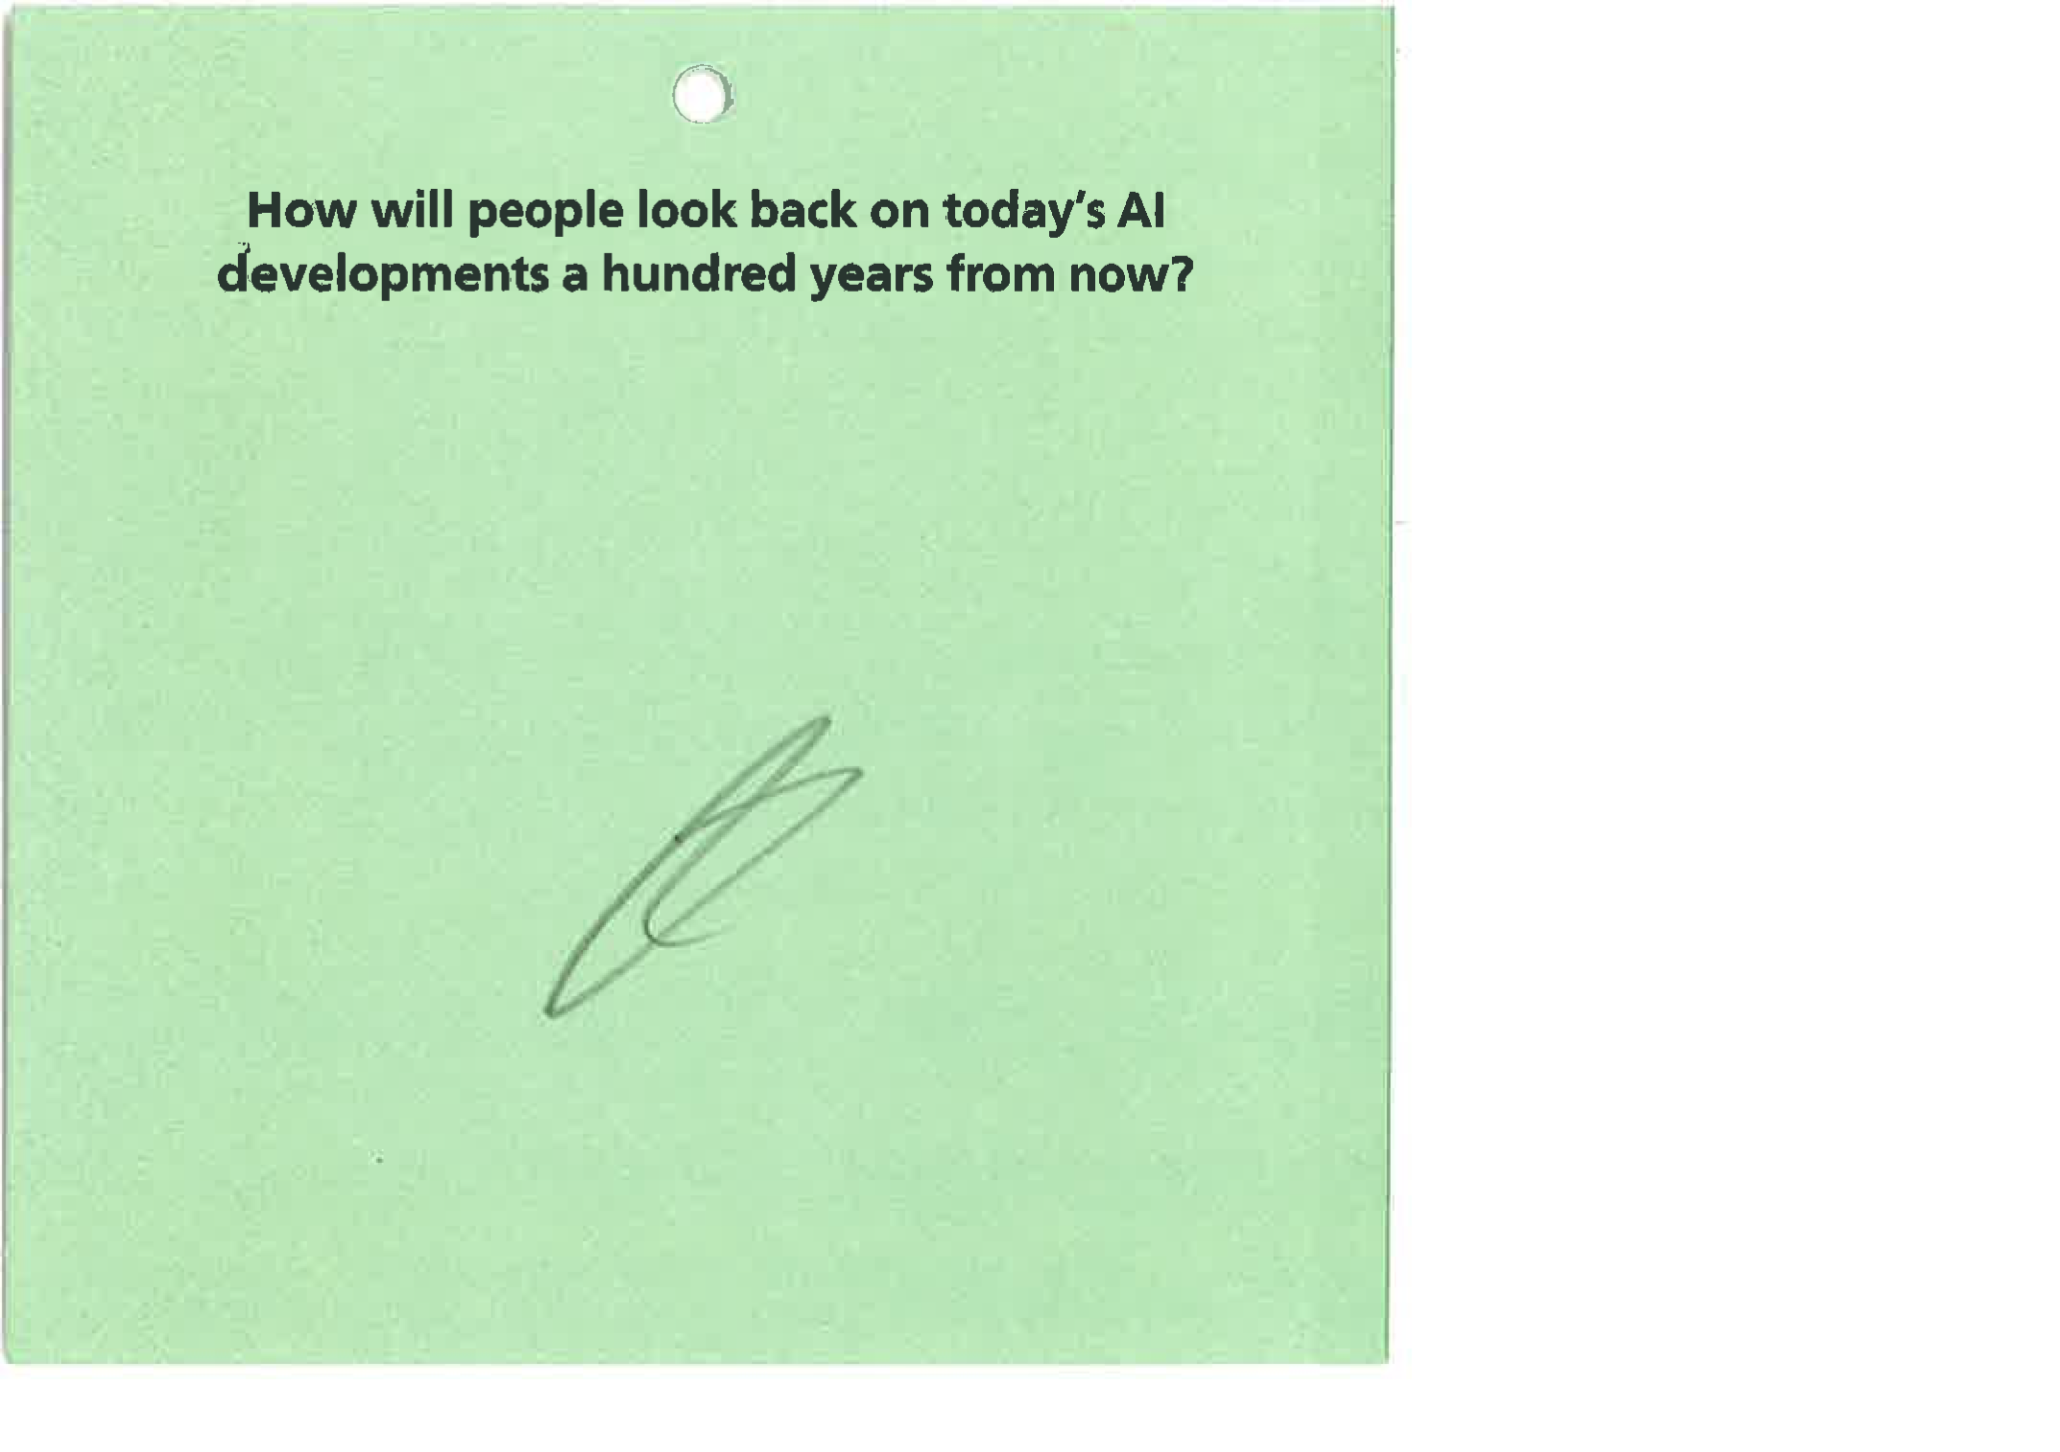 How will people look back on today's AI
developments a hundred years from now?